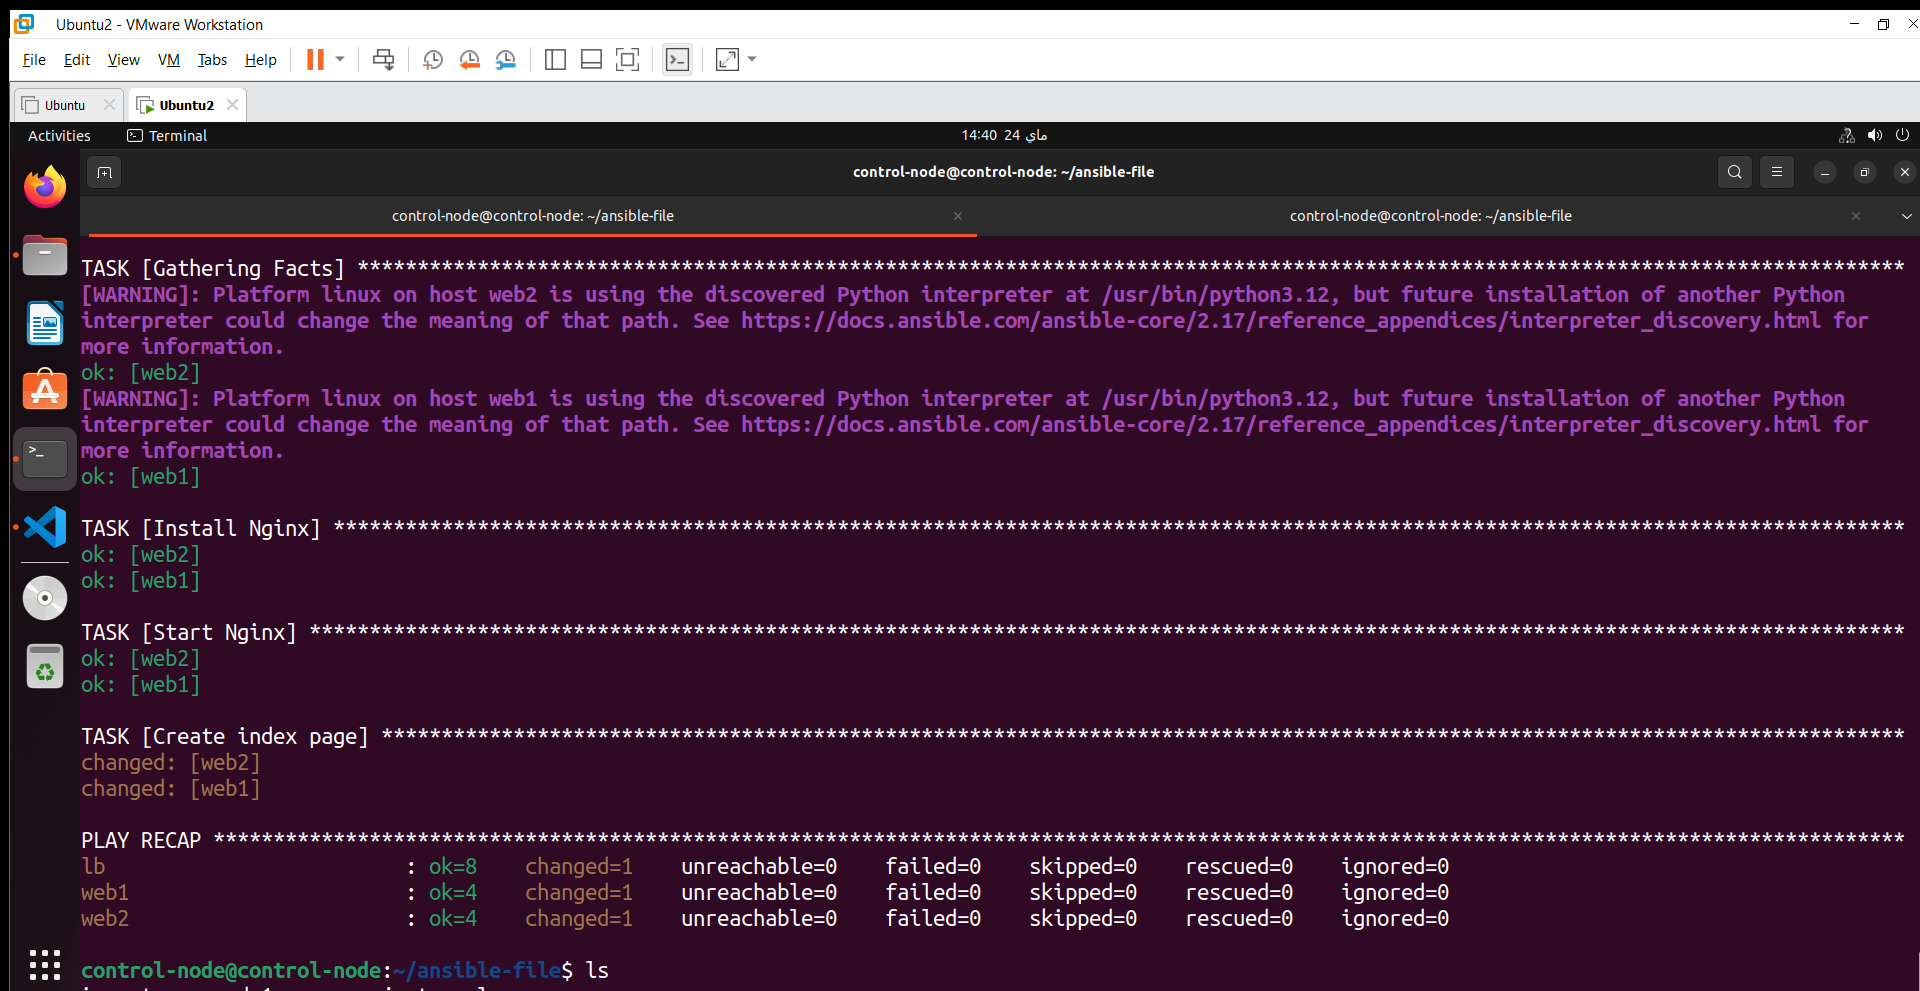 Ubuntu2 - VMware Workstation
File Edit View VM Tabs Help
Ubuntu Ubuntu2
Activities Terminal 14:40 24 ماي
control-node@control-node: ~/ansible-file
control-node@control-node: ~/ansible-file control-node@control-node: ~/ansible-file
TASK [Gathering Facts] *********************************************************************************************************************************
[WARNING]: Platform linux on host web2 is using the discovered Python interpreter at /usr/bin/python3.12, but future installation of another Python
interpreter could change the meaning of that path. See https://docs.ansible.com/ansible-core/2.17/reference_appendices/interpreter_discovery.html for
more information.
ok: [web2]
[WARNING]: Platform linux on host web1 is using the discovered Python interpreter at /usr/bin/python3.12, but future installation of another Python
interpreter could change the meaning of that path. See https://docs.ansible.com/ansible-core/2.17/reference_appendices/interpreter_discovery.html for
more information.
ok: [web1]
TASK [Install Nginx] ***********************************************************************************************************************************
ok: [web2]
ok: [web1]
TASK [Start Nginx] *************************************************************************************************************************************
ok: [web2]
ok: [web1]
TASK [Create index page] *******************************************************************************************************************************
changed: [web2]
changed: [web1]
PLAY RECAP *********************************************************************************************************************************************
lb : ok=8 changed=1 unreachable=0 failed=0 skipped=0 rescued=0 ignored=0
web1 : ok=4 changed=1 unreachable=0 failed=0 skipped=0 rescued=0 ignored=0
web2 : ok=4 changed=1 unreachable=0 failed=0 skipped=0 rescued=0 ignored=0
control-node@control-node:~/ansible-file$ ls